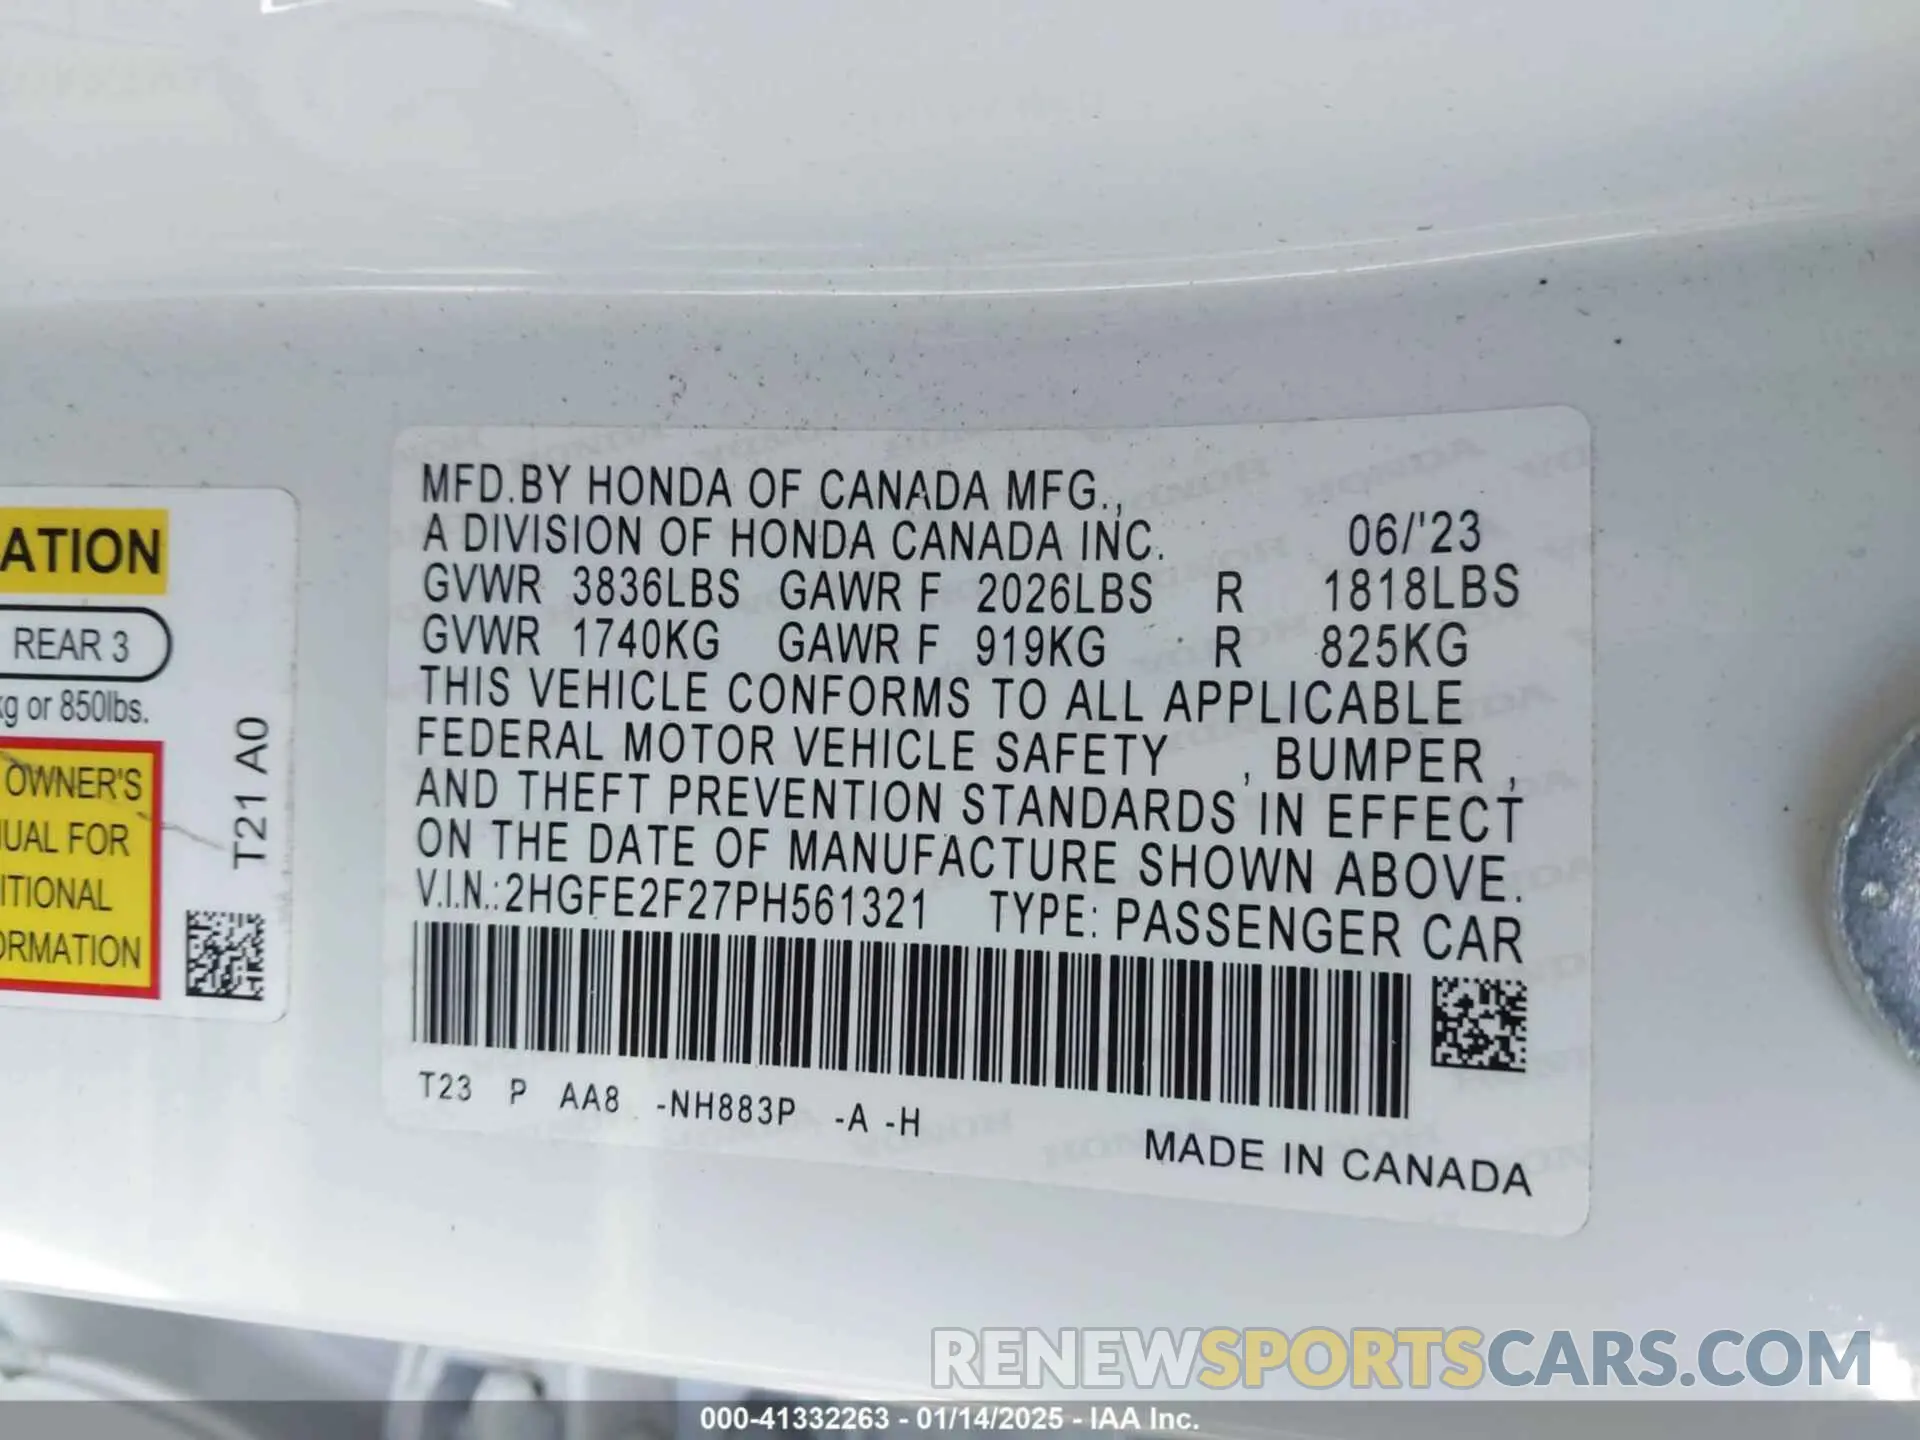 ATION
REAR 3
kg or 850lbs.
OWNER'S
UAL FOR
ITIONAL
ORMATION
T21 A0
MFD.BY HONDA OF CANADA MFG.,
A DIVISION OF HONDA CANADA INC. 06/'23
GVWR 3836LBS GAWR F 2026LBS R 1818LBS
GVWR 1740KG GAWR F 919KG R 825KG
THIS VEHICLE CONFORMS TO ALL APPLICABLE
FEDERAL MOTOR VEHICLE SAFETY , BUMPER ,
AND THEFT PREVENTION STANDARDS IN EFFECT
ON THE DATE OF MANUFACTURE SHOWN ABOVE.
V.I.N.:2HGFE2F27PH561321 TYPE: PASSENGER CAR
T23 P AA8 -NH883P -A -H
MADE IN CANADA
RENEWSPORTSCARS.COM
000-41332263 - 01/14/2025 - IAA Inc.